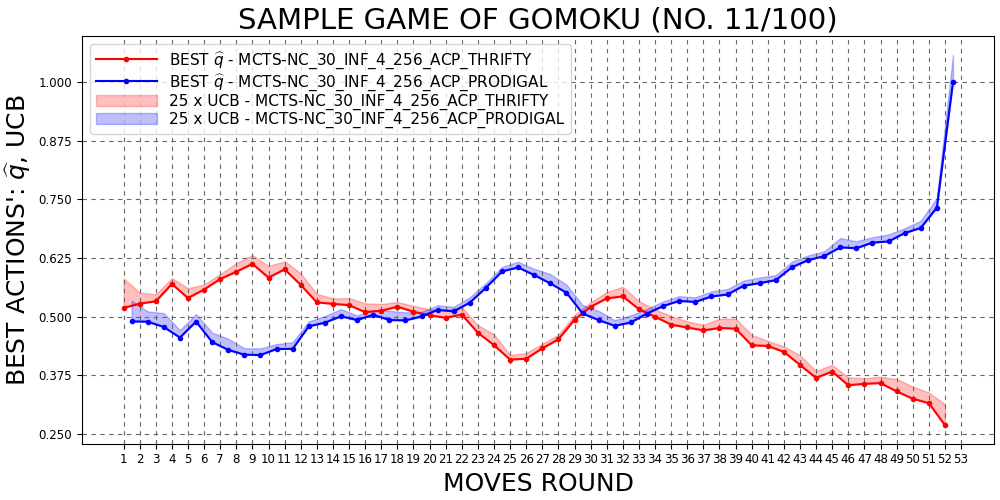 SAMPLE GAME OF GOMOKU (NO. 11/100)
BEST q̂ - MCTS-NC_30_INF_4_256_ACP_THRIFTY
BEST q̂ - MCTS-NC_30_INF_4_256_ACP_PRODIGAL
25 x UCB - MCTS-NC_30_INF_4_256_ACP_THRIFTY
25 x UCB - MCTS-NC_30_INF_4_256_ACP_PRODIGAL
BEST ACTIONS': q̂, UCB
1.000
0.875
0.750
0.625
0.500
0.375
0.250
1 2 3 4 5 6 7 8 9 10 11 12 13 14 15 16 17 18 19 20 21 22 23 24 25 26 27 28 29 30 31 32 33 34 35 36 37 38 39 40 41 42 43 44 45 46 47 48 49 50 51 52 53
MOVES ROUND